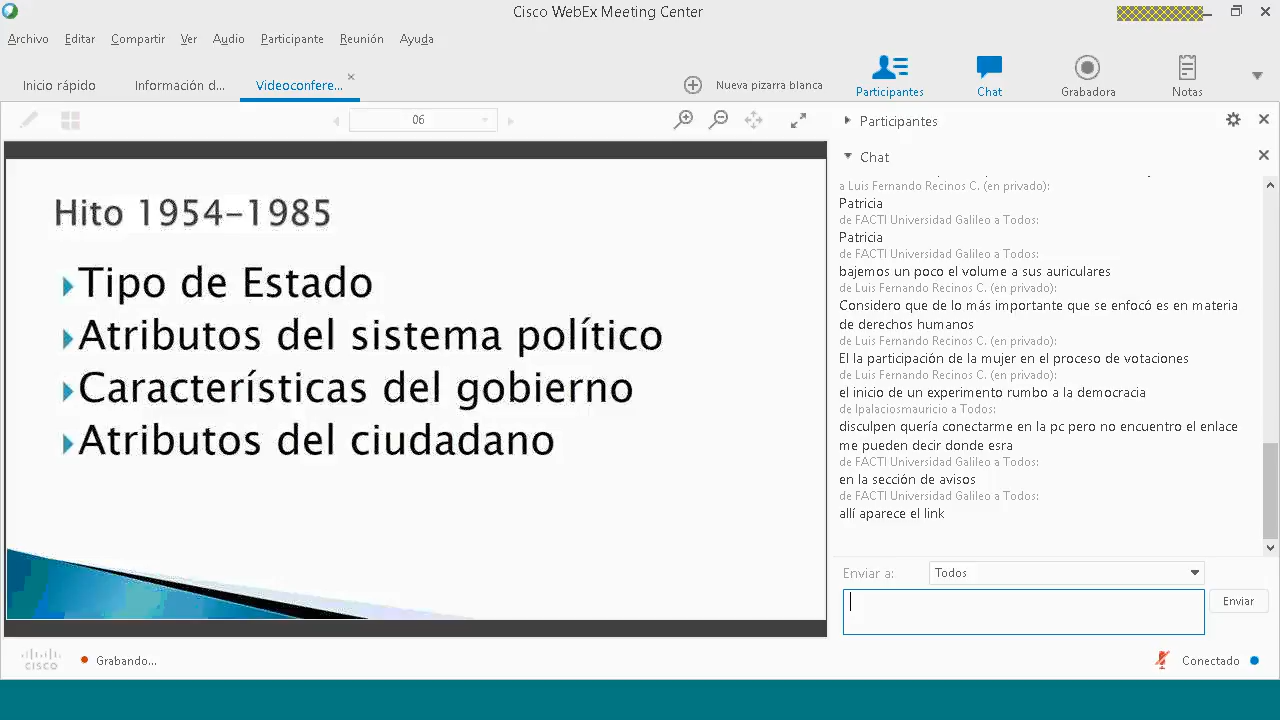 Cisco WebEx Meeting Center
Archivo Editar Compartir Ver Audio Participante Reunión Ayuda
Inicio rápido Información d... Videoconfere...
Nueva pizarra blanca
Participantes Chat Grabadora Notas
06
Hito 1954-1985
Tipo de Estado
Atributos del sistema político
Características del gobierno
Atributos del ciudadano
Participantes
Chat
a Luis Fernando Recinos C. (en privado):
Patricia
de FACTI Universidad Galileo a Todos:
Patricia
de FACTI Universidad Galileo a Todos:
bajemos un poco el volume a sus auriculares
de Luis Fernando Recinos C. (en privado):
Considero que de lo más importante que se enfocó es en materia
de derechos humanos
de Luis Fernando Recinos C. (en privado):
El la participación de la mujer en el proceso de votaciones
de Luis Fernando Recinos C. (en privado):
el inicio de un experimento rumbo a la democracia
de lpalaciosmauricio a Todos:
disculpen quería conectarme en la pc pero no encuentro el enlace
me pueden decir donde esra
de FACTI Universidad Galileo a Todos:
en la sección de avisos
de FACTI Universidad Galileo a Todos:
allí aparece el link
Enviar a: Todos
Enviar
CISCO
Grabando...
Conectado